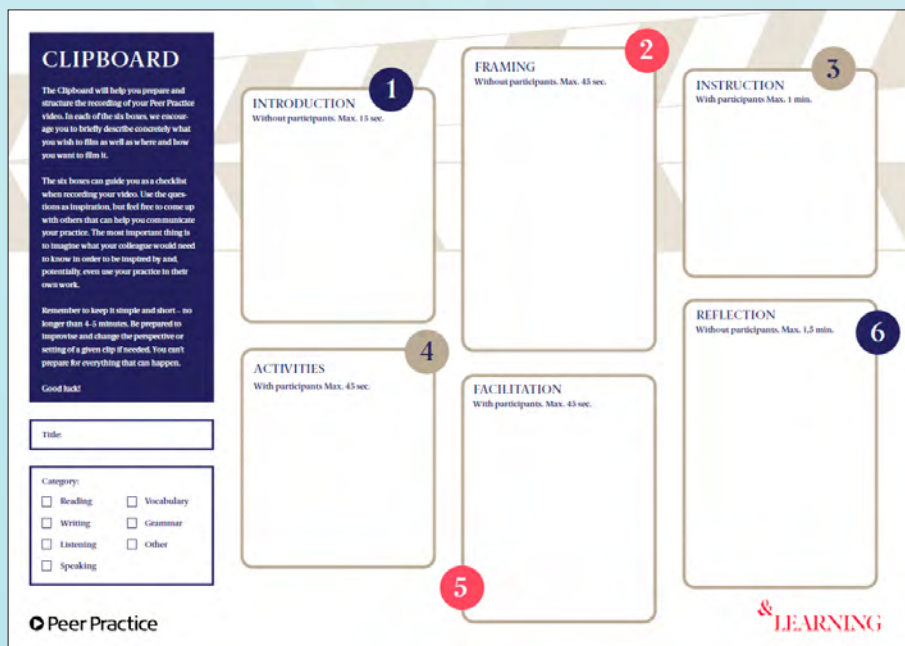 CLIPBOARD
The Clipboard will help you prepare and
structure the recording of your Peer Practice
video. In each of the six boxes, we encour-
age you to briefly describe concretely what
you wish to film as well as where and how
you want to film it.
The six boxes can guide you as a checklist
when recording your video. Use the ques-
tions as inspiration, but feel free to come up
with others that can help you communicate
your practice. The most important thing is
to imagine what your colleague would need
to know in order to be inspired by and,
potentially, even use your practice in their
own work.
Remember to keep it simple and short – no
longer than 4–5 minutes. Be prepared to
improvise and change the perspective or
setting of a given clip if needed. You can't
prepare for everything that can happen.
Good luck!
Title:
Category:
Reading
Vocabulary
Writing
Grammar
Listening
Other
Speaking
1
INTRODUCTION
Without participants. Max. 15 sec.
2
FRAMING
Without participants. Max. 45 sec.
3
INSTRUCTION
With participants Max. 1 min.
4
ACTIVITIES
With participants Max. 45 sec.
5
FACILITATION
With participants. Max. 45 sec.
6
REFLECTION
Without participants. Max. 1,5 min.
Peer Practice
& LEARNING